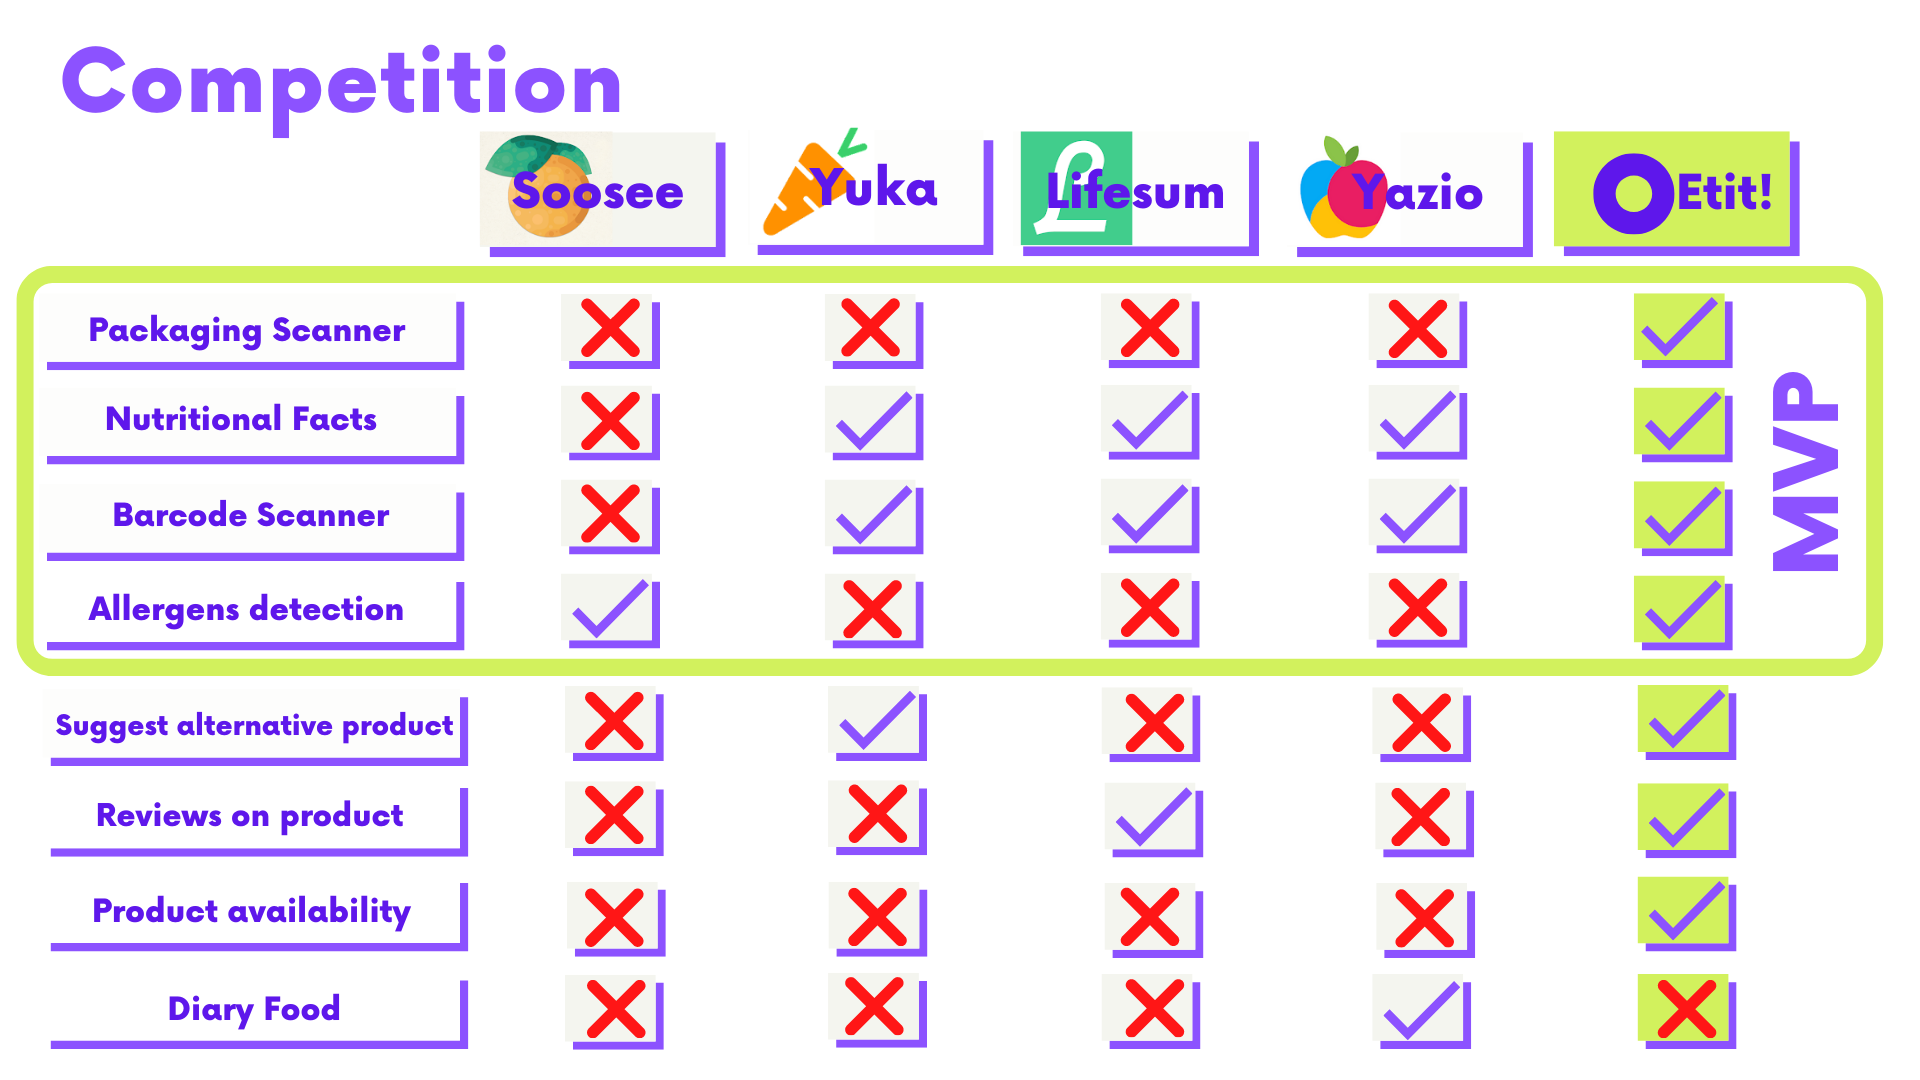 Competition
Soosee
Yuka
Lifesum
Yazio
Etit!
Packaging Scanner
Nutritional Facts
Barcode Scanner
Allergens detection
MVP
Suggest alternative product
Reviews on product
Product availability
Diary Food